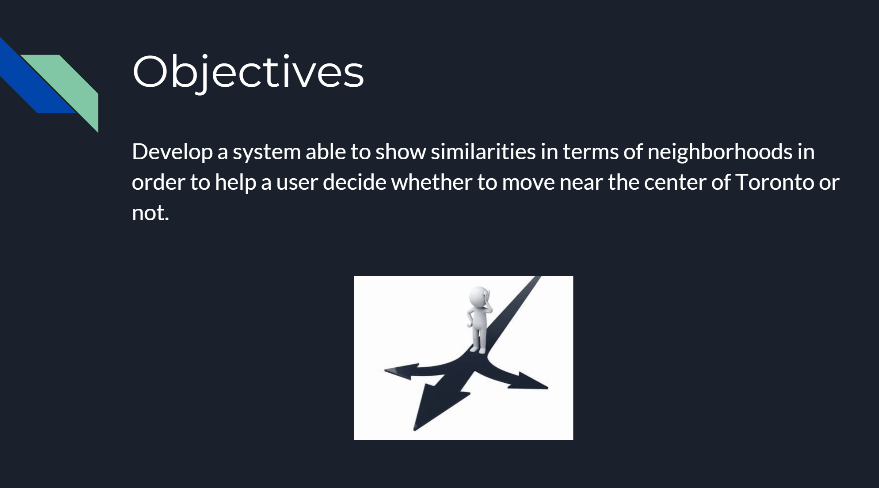 Objectives
Develop a system able to show similarities in terms of neighborhoods in
order to help a user decide whether to move near the center of Toronto or
not.